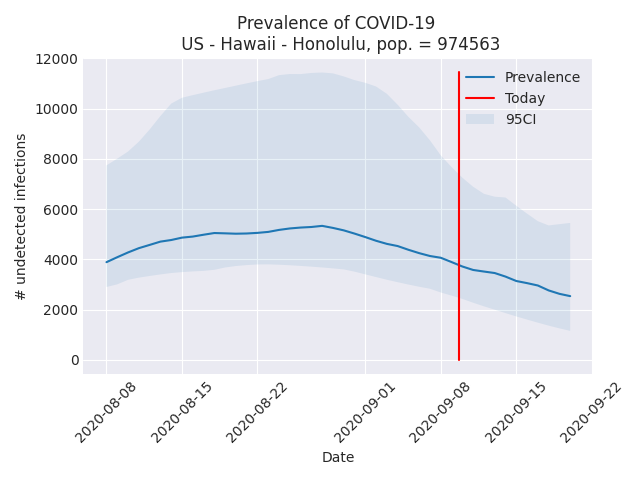 Prevalence of COVID-19
US - Hawaii - Honolulu, pop. = 974563
12000
10000
8000
6000
4000
2000
0
# undetected infections
Prevalence
Today
95CI
2020-08-08
2020-08-15
2020-08-22
2020-09-01
2020-09-08
2020-09-15
2020-09-22
Date